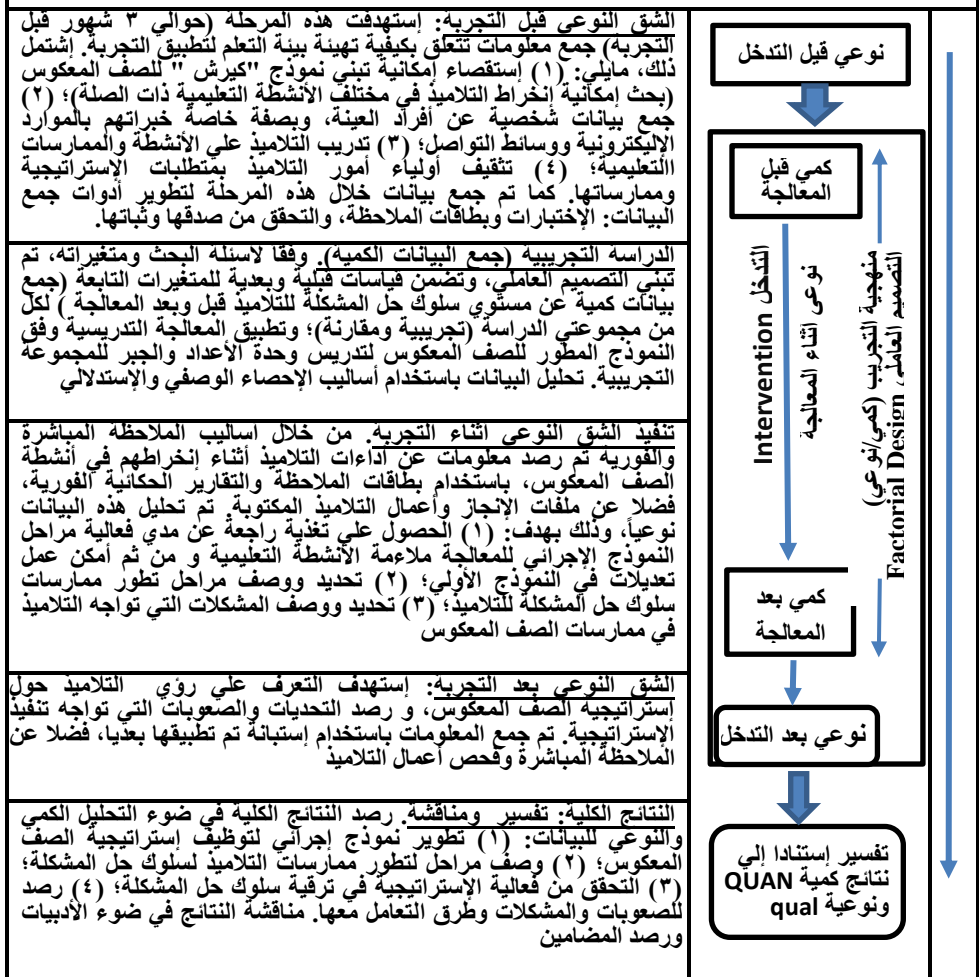 الشق النوعي قبل التجربة: إستهدفت هذه المرحلة (حوالي ٣ شهور قبل
التجربة) جمع معلومات تتعلق بكيفية تهيئة بيئة التعلم لتطبيق التجربة. إشتمل
ذلك، مايلي: (١) إستقصاء إمكانية تبني نموذج "كيرش" للصف المعكوس
(بحث إمكانية إنخراط التلاميذ في مختلف الأنشطة التعليمية ذات الصلة)؛ (٢)
جمع بيانات شخصية عن أفراد العينة، وبصفة خاصة خبراتهم بالموارد
الإليكترونية ووسائط التواصل؛ (٣) تدريب التلاميذ علي الأنشطة والممارسات
االتعليمية؛ (٤) تثقيف أولياء أمور التلاميذ بمتطلبات الإستراتيجية
وممارساتها. كما تم جمع بيانات خلال هذه المرحلة لتطوير أدوات جمع
البيانات: الإختبارات وبطاقات الملاحظة، والتحقق من صدقها وثباتها.
الدراسة التجريبية (جمع البيانات الكمية). وفقا لاسئلة البحث ومتغيراته، تم
تبني التصميم العاملي، وتضمن قياسات قبلية وبعدية للمتغيرات التابعة (جمع
بيانات كمية عن مستوي سلوك حل المشكلة للتلاميذ قبل وبعد المعالجة ) لكل
من مجموعتي الدراسة (تجريبية ومقارنة)؛ وتطبيق المعالجة التدريسية وفق
النموذج المطور للصف المعكوس لتدريس وحدة الأعداد والجبر للمجموعة
التجريبية. تحليل البيانات باستخدام أساليب الإحصاء الوصفي والإستدلالي
تنفيذ الشق النوعي اثناء التجربة. من خلال اساليب الملاحظة المباشرة
والفورية تم رصد معلومات عن أداءات التلاميذ أثناء إنخراطهم في أنشطة
الصف المعكوس، باستخدام بطاقات الملاحظة والتقارير الحكائية الفورية،
فضلا عن ملفات الإنجاز وأعمال التلاميذ المكتوبة. تم تحليل هذه البيانات
نوعياً، وذلك بهدف: (١) الحصول علي تغذية راجعة عن مدي فعالية مراحل
النموذج الإجرائي للمعالجة ملاءمة الأنشطة التعليمية و من ثم أمكن عمل
تعديلات في النموذج الأولي؛ (٢) تحديد ووصف مراحل تطور ممارسات
سلوك حل المشكلة للتلاميذ؛ (٣) تحديد ووصف المشكلات التي تواجه التلاميذ
في ممارسات الصف المعكوس
الشق النوعي بعد التجربة: إستهدف التعرف علي رؤي التلاميذ حول
إستراتيجية الصف المعكوس، و رصد التحديات والصعوبات التي تواجه تنفيذ
الإستراتيجية. تم جمع المعلومات باستخدام إستبانة تم تطبيقها بعديا، فضلا عن
الملاحظة المباشرة وفحص أعمال التلاميذ
النتائج الكلية: تفسير ومناقشة. رصد النتائج الكلية في ضوء التحليل الكمي
والنوعي للبيانات: (١) تطوير نموذج إجرائي لتوظيف إستراتيجية الصف
المعكوس؛ (٢) وصف مراحل لتطور ممارسات التلاميذ لسلوك حل المشكلة؛
(٣) التحقق من فعالية الإستراتيجية في ترقية سلوك حل المشكلة؛ (٤) رصد
للصعوبات والمشكلات وطرق التعامل معها. مناقشة النتائج في ضوء الأدبيات
ورصد المضامين
نوعي قبل التدخل
كمي قبل
المعالجة
التدخل Intervention
نوعى اثناء المعالجة
منهجية التجريب (كمي/نوعي)
التصميم العاملي Factorial Design
كمي بعد
المعالجة
نوعي بعد التدخل
تفسير إستنادا إلي
نتائج كمية QUAN
ونوعية qual